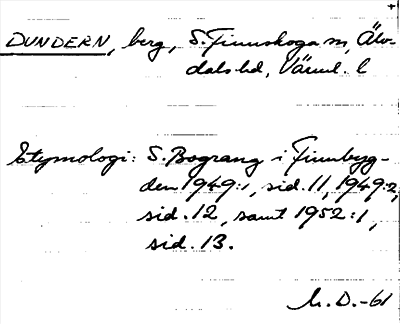 DUNDERN, berg, S. Finnskoga sn, Älv-
dals hd, Värml. l
Etymologi: S. Bograng i Finnbyg-
den 1949:1, sid. 11, 1949:2,
sid. 12, samt 1952:1,
sid. 13.
M. D. -61